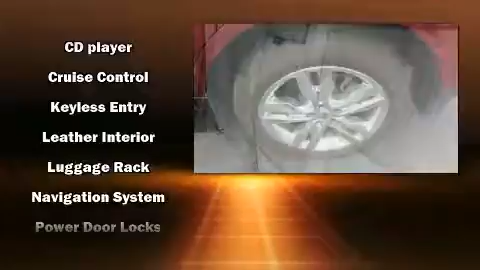 CD player
Cruise Control
Keyless Entry
Leather Interior
Luggage Rack
Navigation System
Power Door Locks